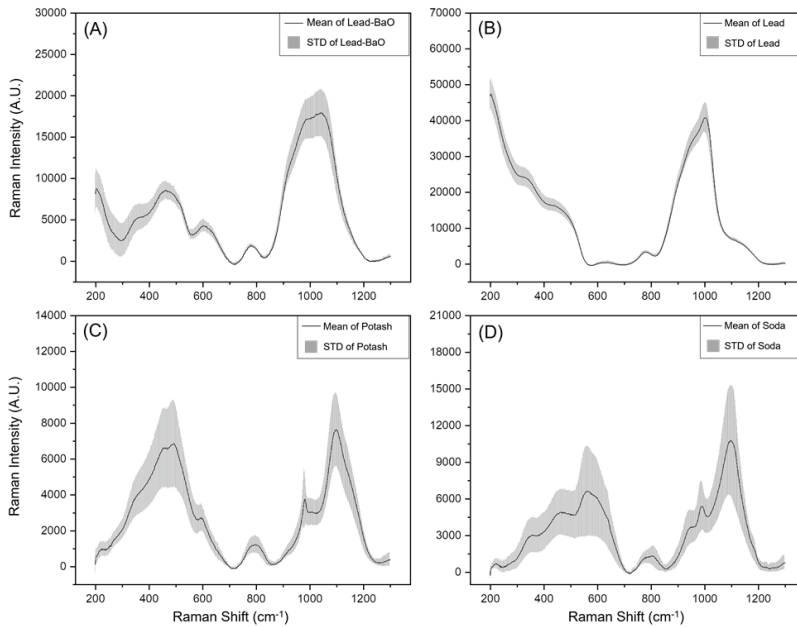 (A)
Mean of Lead-BaO
STD of Lead-BaO
30000
25000
20000
15000
10000
5000
0
200 400 600 800 1000 1200
Raman Intensity (A.U.)
(B)
Mean of Lead
STD of Lead
70000
60000
50000
40000
30000
20000
10000
0
200 400 600 800 1000 1200
(C)
Mean of Potash
STD of Potash
14000
12000
10000
8000
6000
4000
2000
0
200 400 600 800 1000 1200
Raman Intensity (A.U.)
Raman Shift (cm⁻¹)
(D)
Mean of Soda
STD of Soda
21000
18000
15000
12000
9000
6000
3000
0
200 400 600 800 1000 1200
Raman Shift (cm⁻¹)